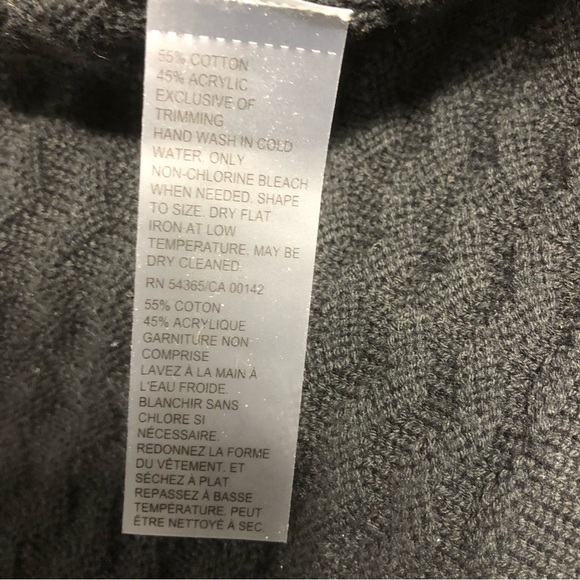 55% COTTON
45% ACRYLIC
EXCLUSIVE OF
TRIMMING
HAND WASH IN COLD
WATER. ONLY
NON-CHLORINE BLEACH
WHEN NEEDED. SHAPE
TO SIZE. DRY FLAT.
IRON AT LOW
TEMPERATURE. MAY BE
DRY CLEANED.
RN 54365/CA 00142
55% COTON
45% ACRYLIQUE
GARNITURE NON
COMPRISE
LAVEZ À LA MAIN À
L'EAU FROIDE.
BLANCHIR SANS
CHLORE SI
NÉCESSAIRE.
REDONNEZ LA FORME
DU VÊTEMENT. ET
SÉCHEZ À PLAT
REPASSEZ À BASSE
TEMPÉRATURE. PEUT
ÊTRE NETTOYÉ À SEC.